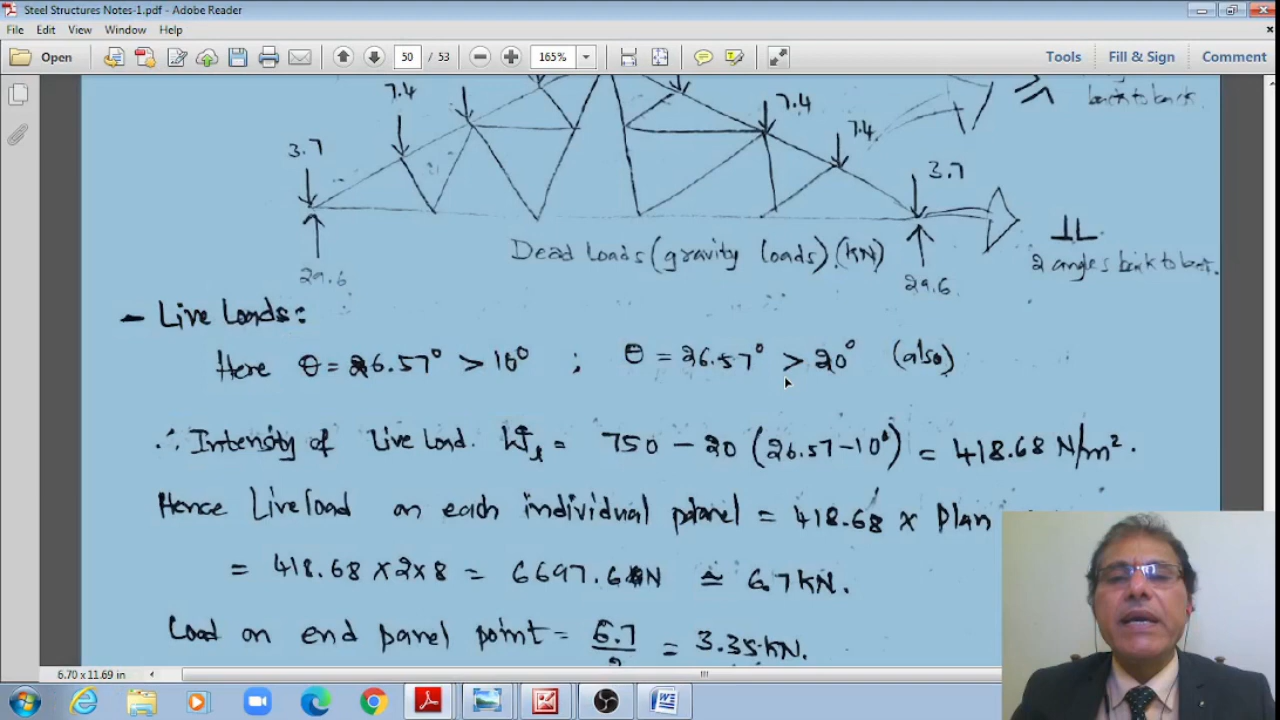 Steel Structures Notes-1.pdf - Adobe Reader
File Edit View Window Help
Open 50 / 53 165% Tools Fill & Sign Comment
7.4
7.4
7.4
3.7
3.7
back to back.
Dead Loads (gravity loads) (KN)
2 angles back to back.
29.6
29.6
- Live Loads:
Here θ = 26.57° > 10° ; θ = 26.57° > 20° (also)
∴ Intensity of Live Load. = 750 - 20 (26.57-10°) = 418.68 N/m².
Hence Live load on each individual panel = 418.68 x Plan
= 418.68 x 2 x 8 = 6697.6 N ≃ 6.7 KN.
Load on end panel point = 6.7/2 = 3.35 KN.
6.70 x 11.69 in